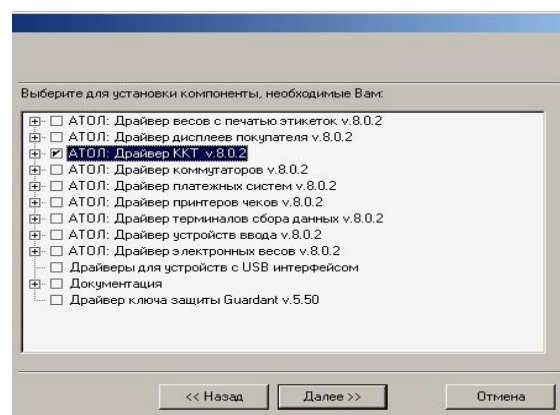 Выберите для установки компоненты, необходимые Вам:
АТОЛ: Драйвер весов с печатью этикеток v.8.0.2
АТОЛ: Драйвер дисплеев покупателя v.8.0.2
АТОЛ: Драйвер ККТ v.8.0.2
АТОЛ: Драйвер коммутаторов v.8.0.2
АТОЛ: Драйвер платежных систем v.8.0.2
АТОЛ: Драйвер принтеров чеков v.8.0.2
АТОЛ: Драйвер терминалов сбора данных v.8.0.2
АТОЛ: Драйвер устройств ввода v.8.0.2
АТОЛ: Драйвер электронных весов v.8.0.2
Драйверы для устройств с USB интерфейсом
Документация
Драйвер ключа защиты Guardant v.5.50
<< Назад Далее >> Отмена